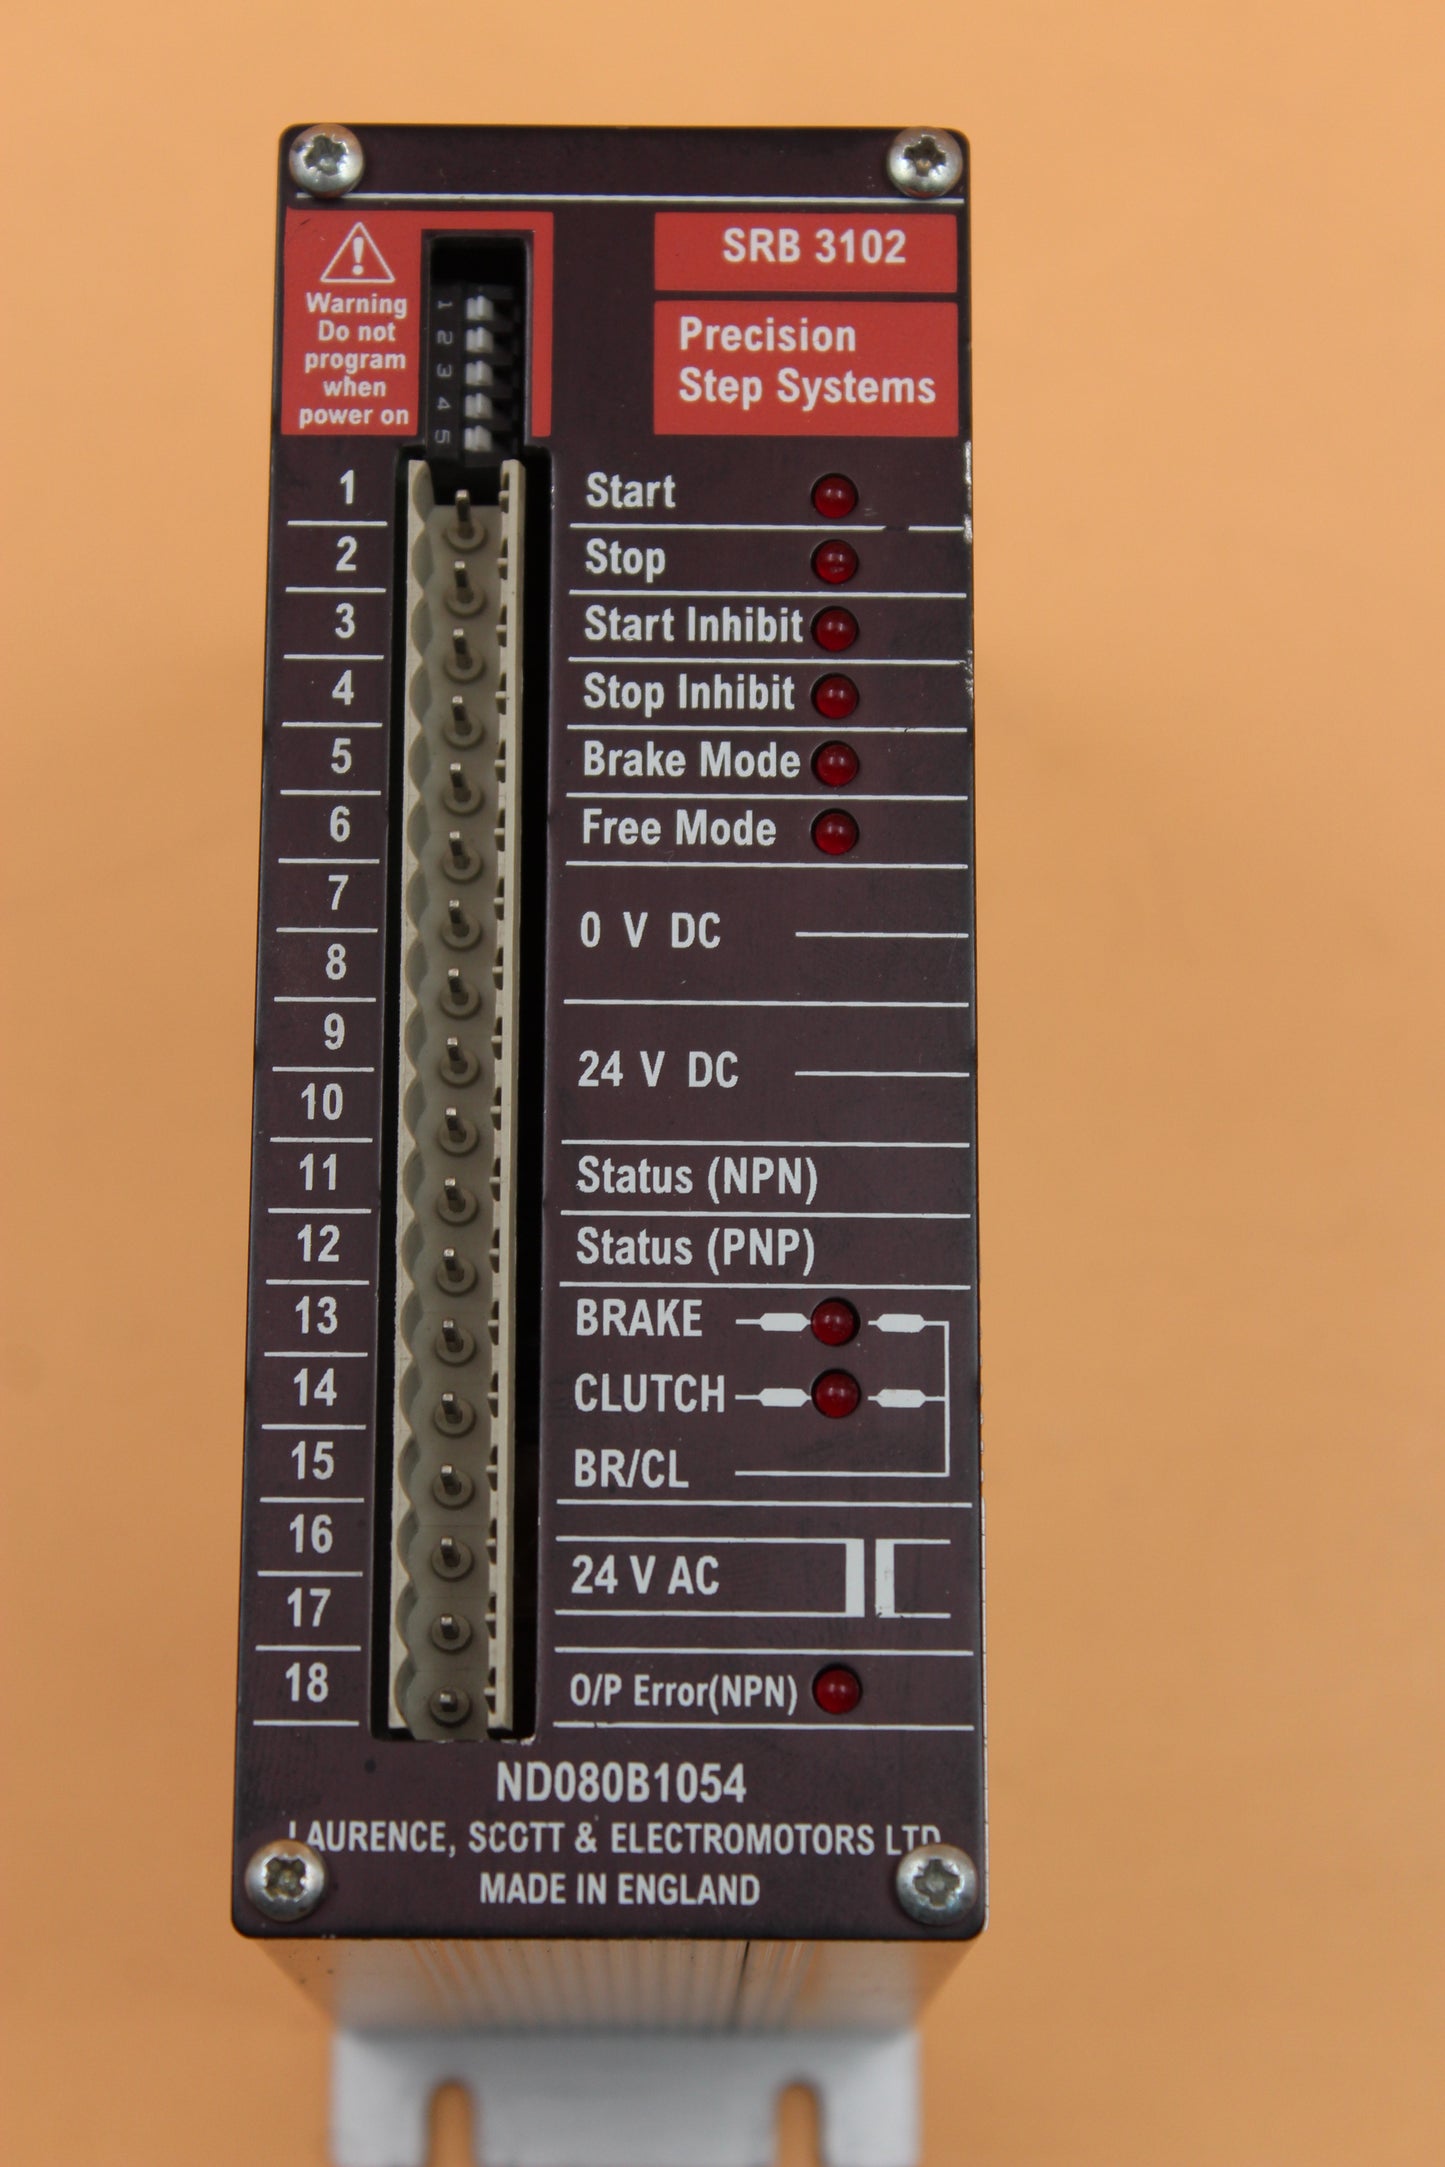 SRB 3102
Warning
Do not
program
when
power on
Precision
Step Systems
1
2
3
4
5
1 Start
2 Stop
3 Start Inhibit
4 Stop Inhibit
5 Brake Mode
6 Free Mode
7
0 V DC
8
9
24 V DC
10
11 Status (NPN)
12 Status (PNP)
13 BRAKE
14 CLUTCH
15 BR/CL
16
24 V AC
17
18 O/P Error(NPN)
ND080B1054
LAURENCE, SCOTT & ELECTROMOTORS LTD
MADE IN ENGLAND